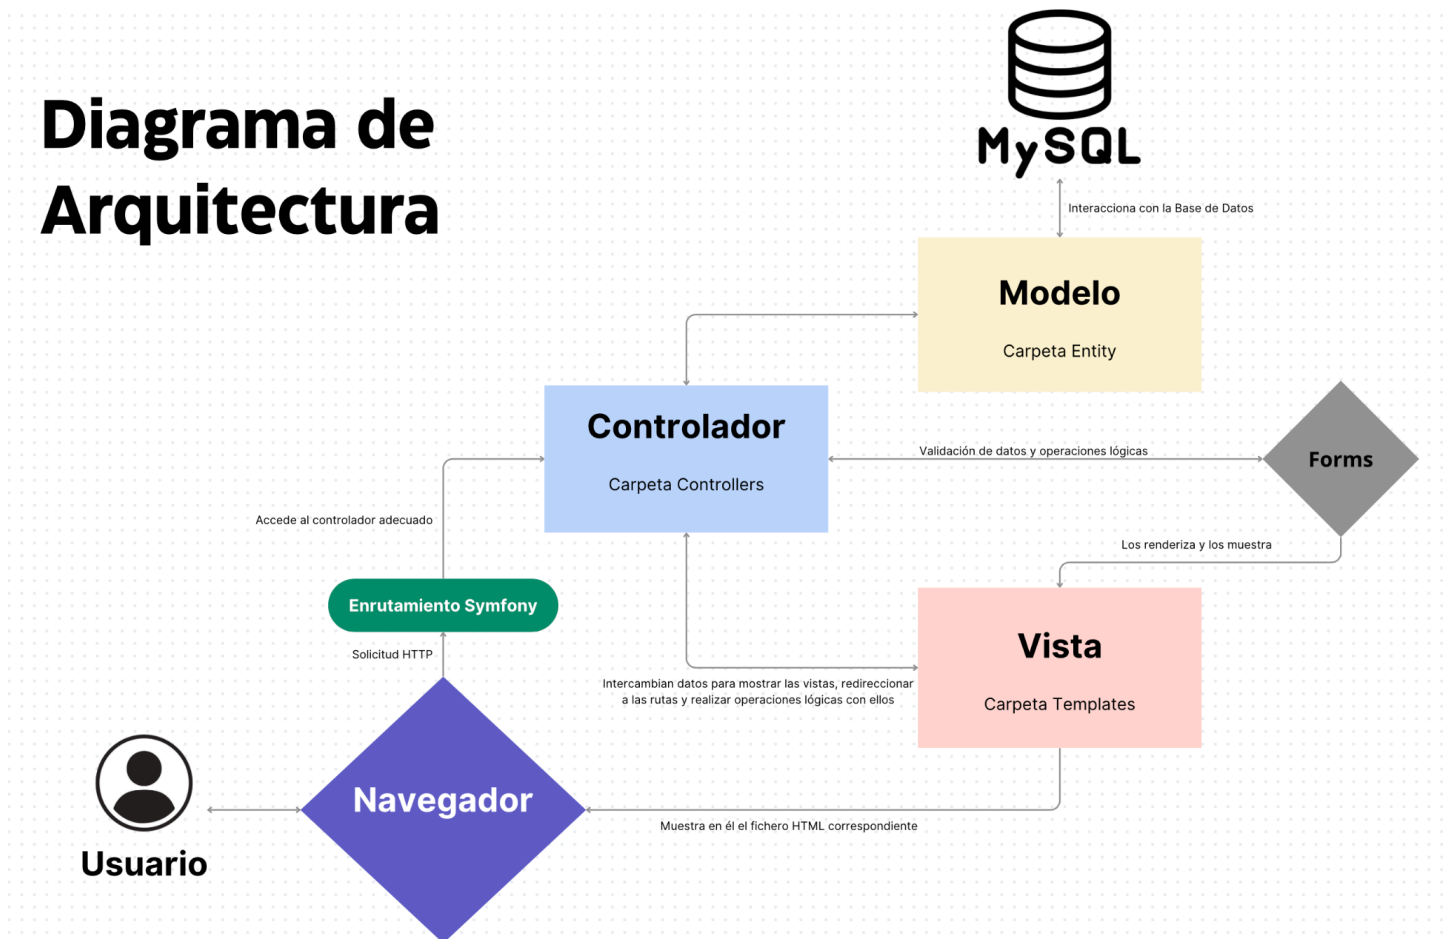 Diagrama de
Arquitectura
MySQL
Interacciona con la Base de Datos
Modelo
Carpeta Entity
Controlador
Carpeta Controllers
Validación de datos y operaciones lógicas
Forms
Accede al controlador adecuado
Los renderiza y los muestra
Enrutamiento Symfony
Solicitud HTTP
Intercambian datos para mostrar las vistas, redireccionar
a las rutas y realizar operaciones lógicas con ellos
Vista
Carpeta Templates
Navegador
Muestra en él el fichero HTML correspondiente
Usuario